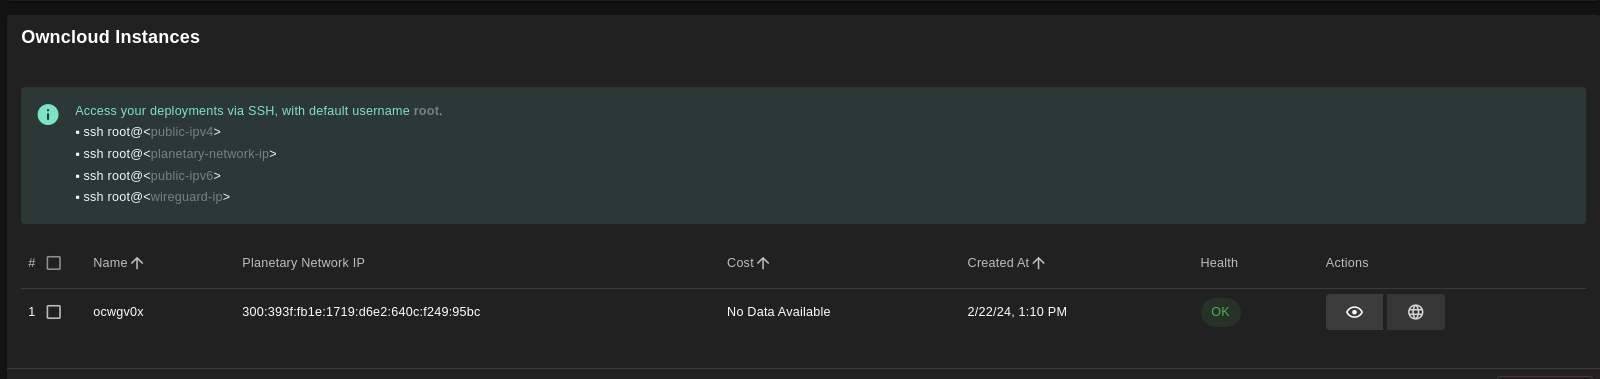 Owncloud Instances
Access your deployments via SSH, with default username root.
▪ ssh root@<public-ipv4>
▪ ssh root@<planetary-network-ip>
▪ ssh root@<public-ipv6>
▪ ssh root@<wireguard-ip>
# Name Planetary Network IP Cost Created At Health Actions
1 ocwgv0x 300:393f:fb1e:1719:d6e2:640c:f249:95bc No Data Available 2/22/24, 1:10 PM OK